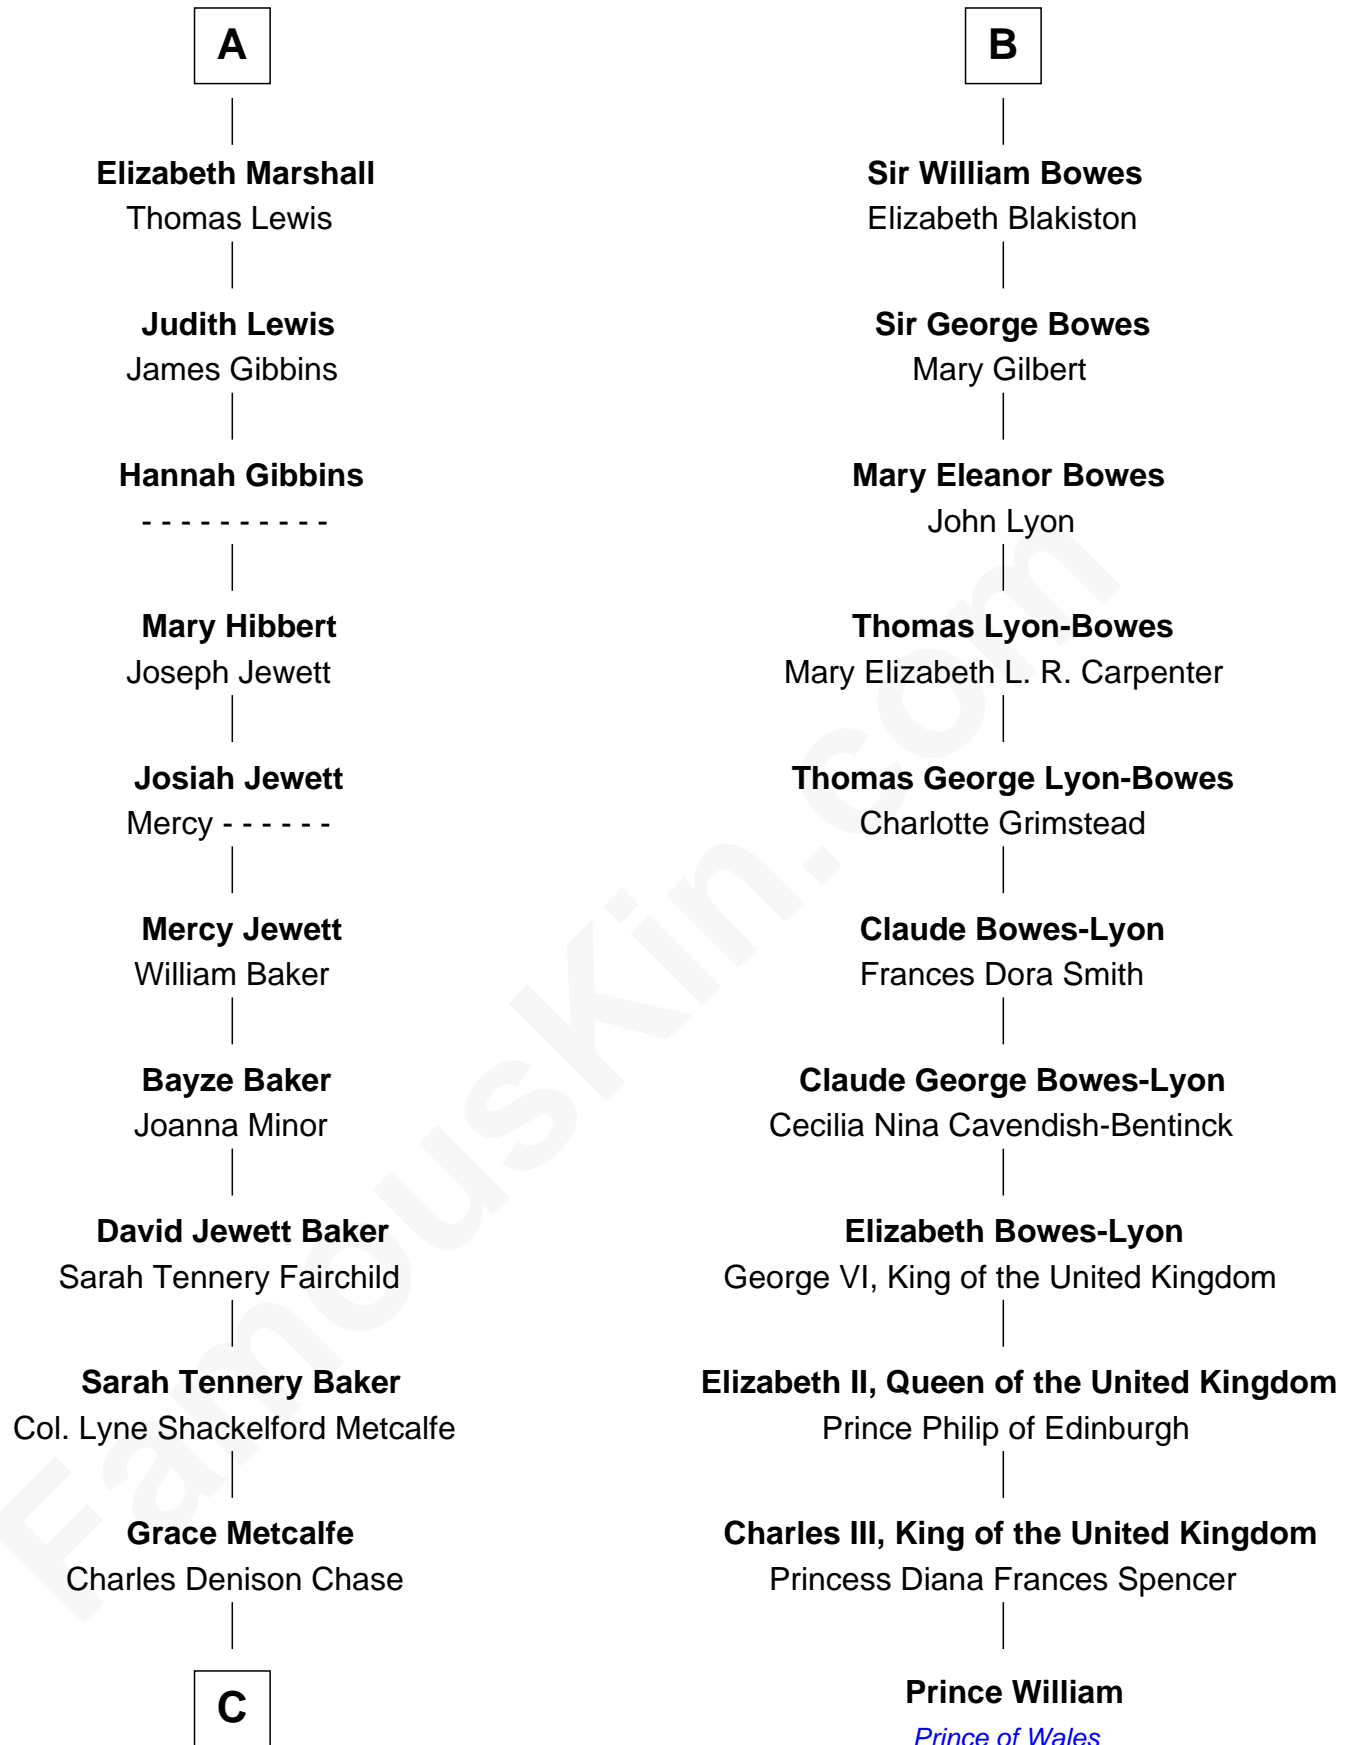 A
Elizabeth Marshall
Thomas Lewis
Judith Lewis
James Gibbins
Hannah Gibbins
- - - - - - - - - -
Mary Hibbert
Joseph Jewett
Josiah Jewett
Mercy - - - - - -
Mercy Jewett
William Baker
Bayze Baker
Joanna Minor
David Jewett Baker
Sarah Tennery Fairchild
Sarah Tennery Baker
Col. Lyne Shackelford Metcalfe
Grace Metcalfe
Charles Denison Chase
C
B
Sir William Bowes
Elizabeth Blakiston
Sir George Bowes
Mary Gilbert
Mary Eleanor Bowes
John Lyon
Thomas Lyon-Bowes
Mary Elizabeth L. R. Carpenter
Thomas George Lyon-Bowes
Charlotte Grimstead
Claude Bowes-Lyon
Frances Dora Smith
Claude George Bowes-Lyon
Cecilia Nina Cavendish-Bentinck
Elizabeth Bowes-Lyon
George VI, King of the United Kingdom
Elizabeth II, Queen of the United Kingdom
Prince Philip of Edinburgh
Charles III, King of the United Kingdom
Princess Diana Frances Spencer
Prince William
Prince of Wales
FamousKin.com